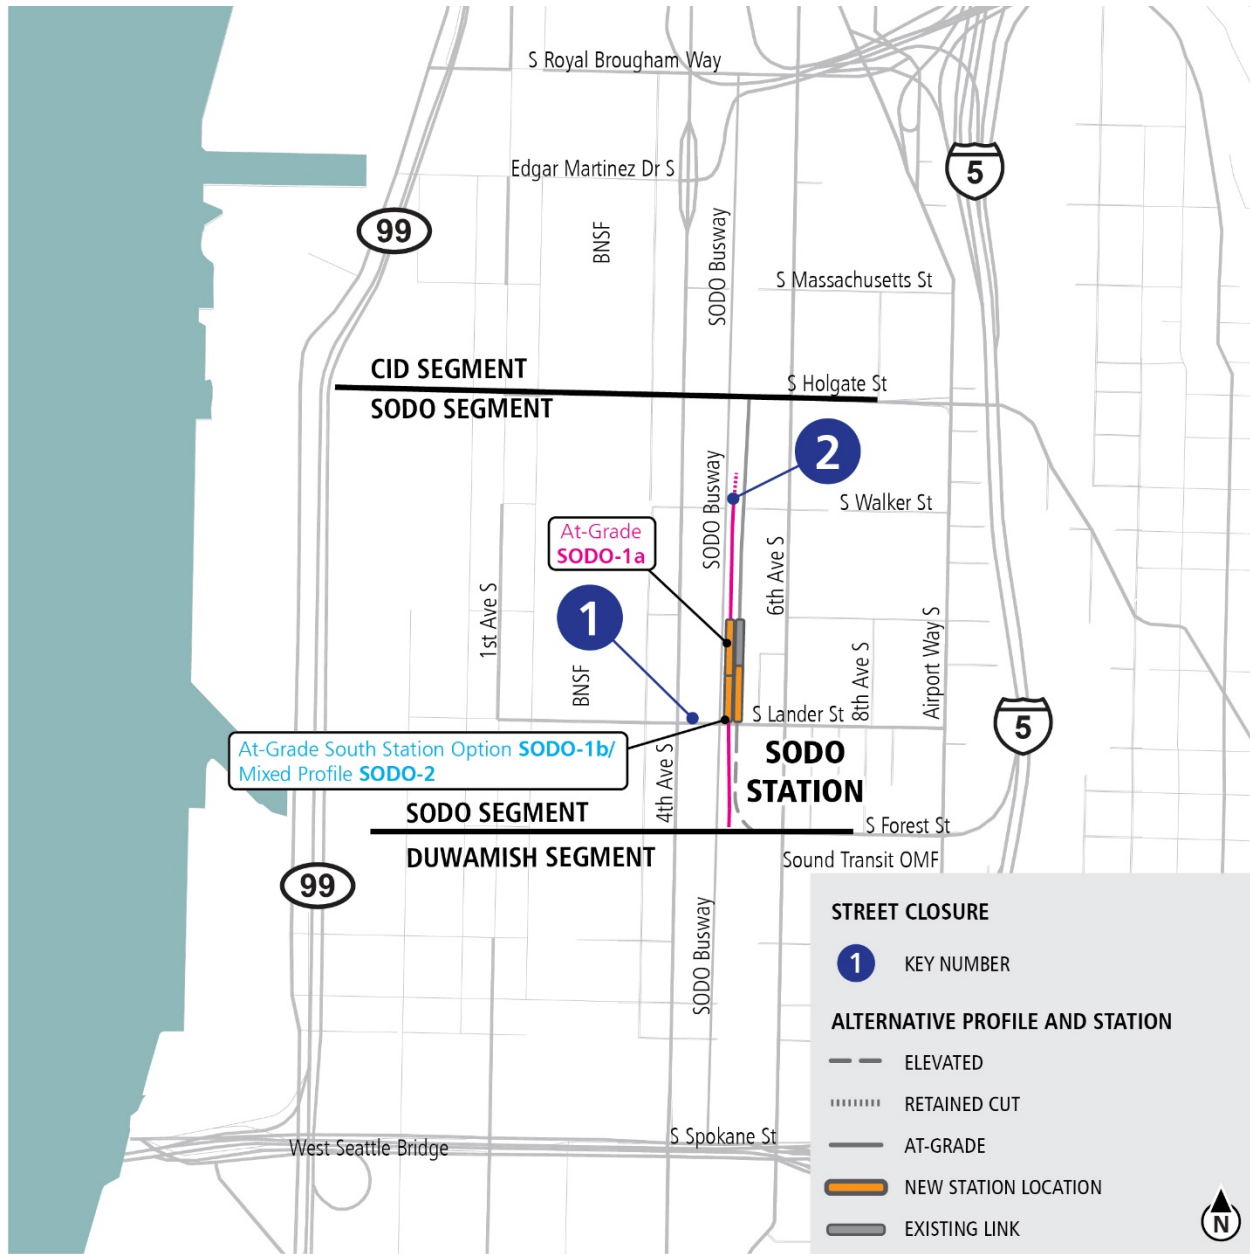 S Royal Brougham Way
Edgar Martinez Dr S
5
99
BNSF
SODO Busway
S Massachusetts St
CID SEGMENT
S Holgate St
SODO SEGMENT
2
SODO Busway
S Walker St
At-Grade
SODO-1a
6th Ave S
1st Ave S
1
BNSF
8th Ave S
Airport Way S
S Lander St
5
At-Grade South Station Option SODO-1b/
Mixed Profile SODO-2
4th Ave S
SODO
STATION
SODO SEGMENT
S Forest St
DUWAMISH SEGMENT
Sound Transit OMF
99
SODO Busway
S Spokane St
West Seattle Bridge
STREET CLOSURE
1 KEY NUMBER
ALTERNATIVE PROFILE AND STATION
ELEVATED
RETAINED CUT
AT-GRADE
NEW STATION LOCATION
EXISTING LINK
N